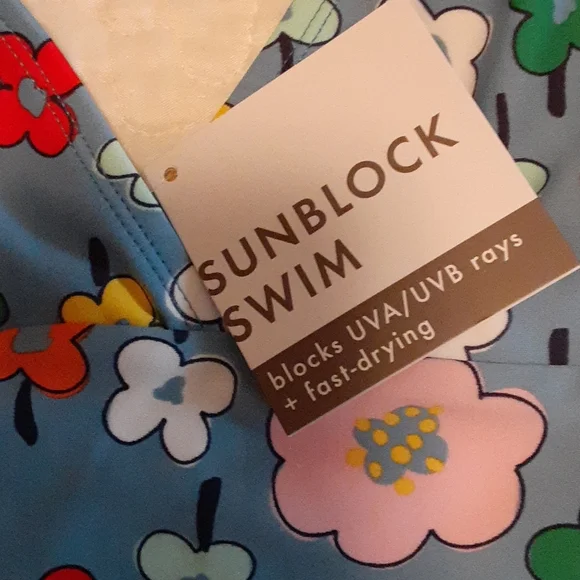 SUNBLOCK
SWIM
blocks UVA/UVB rays
+ fast-drying